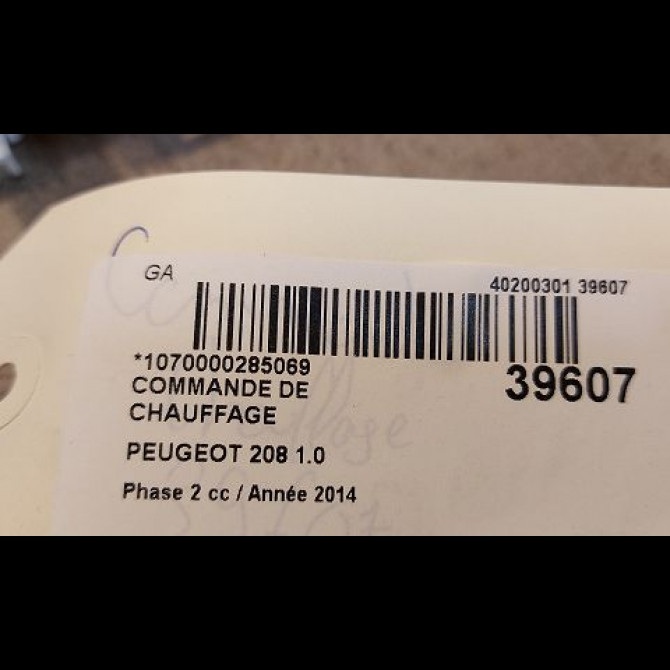 GA
40200301 39607
*1070000285069
39607
COMMANDE DE
CHAUFFAGE
PEUGEOT 208 1.0
Phase 2 cc / Année 2014